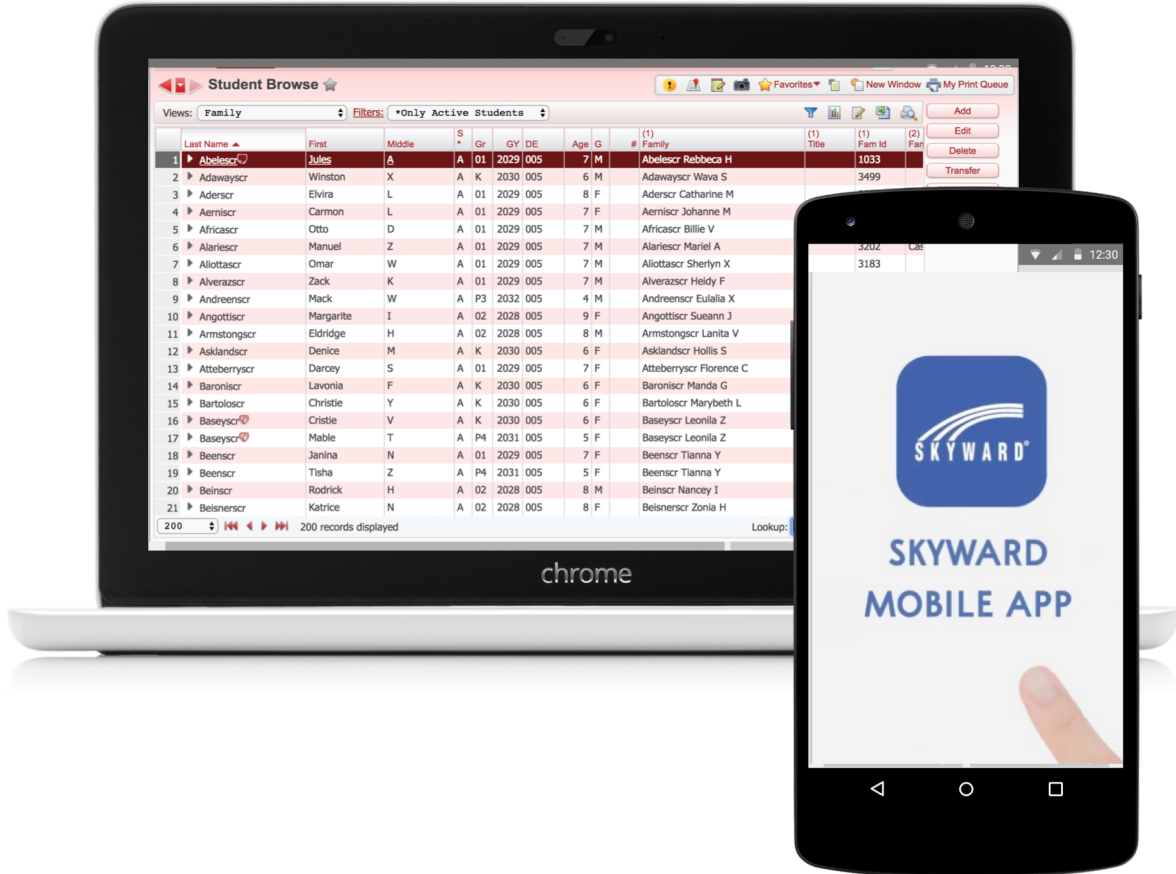 Student Browse
Favorites New Window My Print Queue
Views: Family Filters: *Only Active Students
Add
Edit
Delete
Transfer
Last Name First Middle S * Gr GY DE Age G # (1) Family (1) Title (1) Fam Id (2) Fam
1 Abelescr Jules A A 01 2029 005 7 M Abelescr Rebbeca H 1033
2 Adawayscr Winston X A K 2030 005 6 M Adawayscr Wava S 3499
3 Aderscr Elvira L A 01 2029 005 8 F Aderscr Catharine M
4 Aerniscr Carmon L A 01 2029 005 7 F Aerniscr Johanne M
5 Africascr Otto D A 01 2029 005 7 M Africascr Billie V
6 Alariescr Manuel Z A 01 2029 005 7 M Alariescr Mariel A 3202 Cas
7 Aliottascr Omar W A 01 2029 005 7 M Aliottascr Sherlyn X 3183
8 Alverazscr Zack K A 01 2029 005 7 M Alverazscr Heidy F
9 Andreenscr Mack W A P3 2032 005 4 M Andreenscr Eulalia X
10 Angottiscr Margarite I A 02 2028 005 9 F Angottiscr Sueann J
11 Armstongscr Eldridge H A 02 2028 005 8 M Armstongscr Lanita V
12 Asklandscr Denice M A K 2030 005 6 F Asklandscr Hollis S
13 Atteberryscr Darcey S A 01 2029 005 7 F Atteberryscr Florence C
14 Baroniscr Lavonia F A K 2030 005 6 F Baroniscr Manda G
15 Bartoloscr Christie Y A K 2030 005 6 F Bartoloscr Marybeth L
16 Baseyscr Cristie V A K 2030 005 6 F Baseyscr Leonila Z
17 Baseyscr Mable T A P4 2031 005 5 F Baseyscr Leonila Z
18 Beenscr Janina N A 01 2029 005 7 F Beenscr Tianna Y
19 Beenscr Tisha Z A P4 2031 005 5 F Beenscr Tianna Y
20 Beinscr Rodrick H A 02 2028 005 8 M Beinscr Nancey I
21 Beisnerscr Katrice N A 02 2028 005 8 F Beisnerscr Zonia H
200 200 records displayed Lookup:
chrome
12:30
SKYWARD®
SKYWARD
MOBILE APP